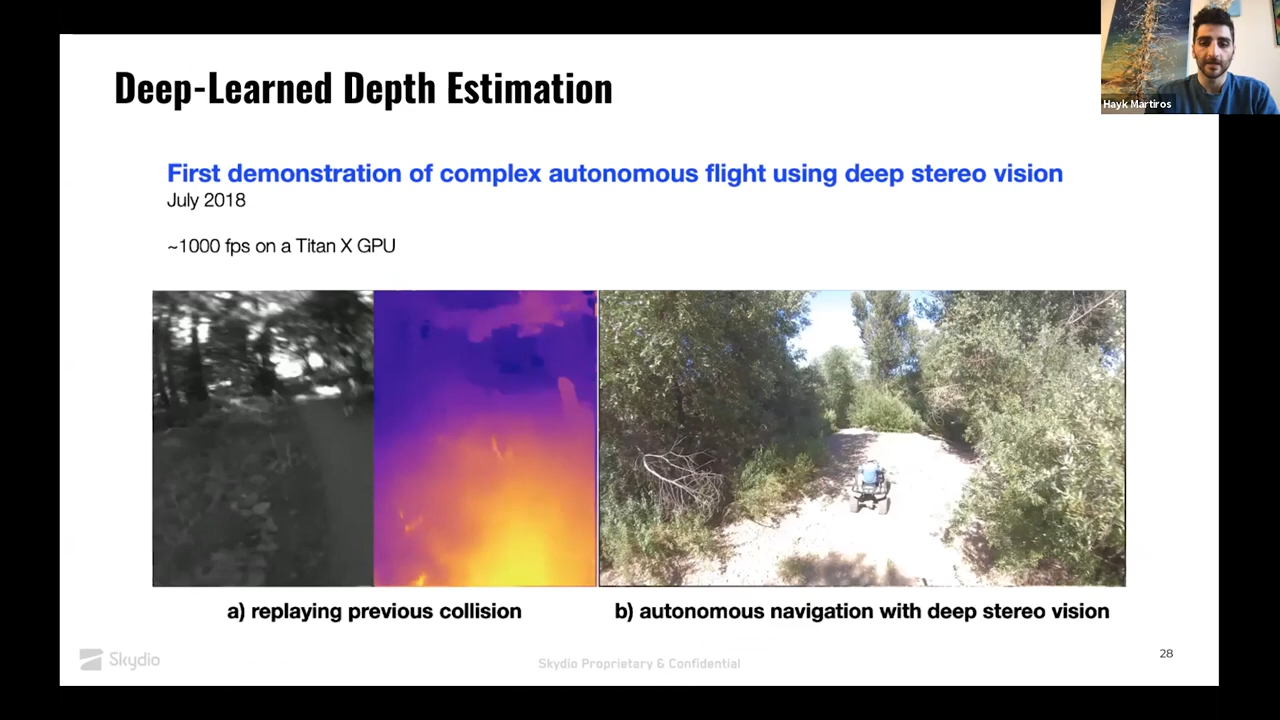 Deep-Learned Depth Estimation
Hayk Martiros
First demonstration of complex autonomous flight using deep stereo vision
July 2018
~1000 fps on a Titan X GPU
a) replaying previous collision
b) autonomous navigation with deep stereo vision
Skydio
Skydio Proprietary & Confidential
28